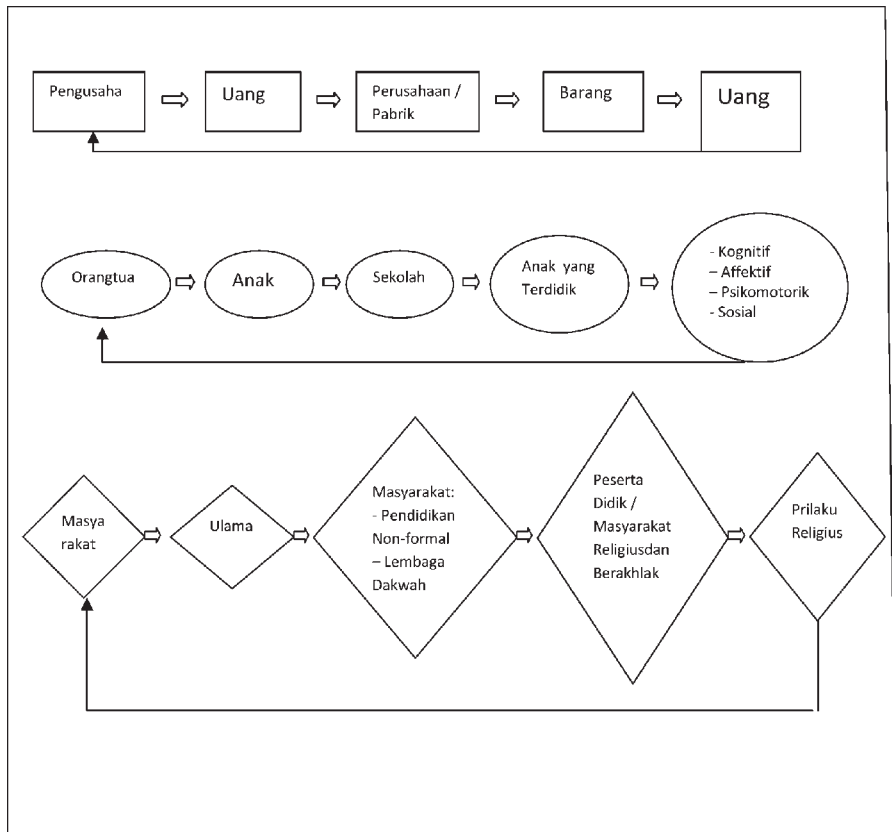 Pengusaha
Uang
Perusahaan /
Pabrik
Barang
Uang
Orangtua
Anak
Sekolah
Anak yang
Terdidik
- Kognitif
– Affektif
– Psikomotorik
- Sosial
Masya
rakat
Ulama
Masyarakat:
- Pendidikan
Non-formal
– Lembaga
Dakwah
Peserta
Didik /
Masyarakat
Religiusdan
Berakhlak
Prilaku
Religius